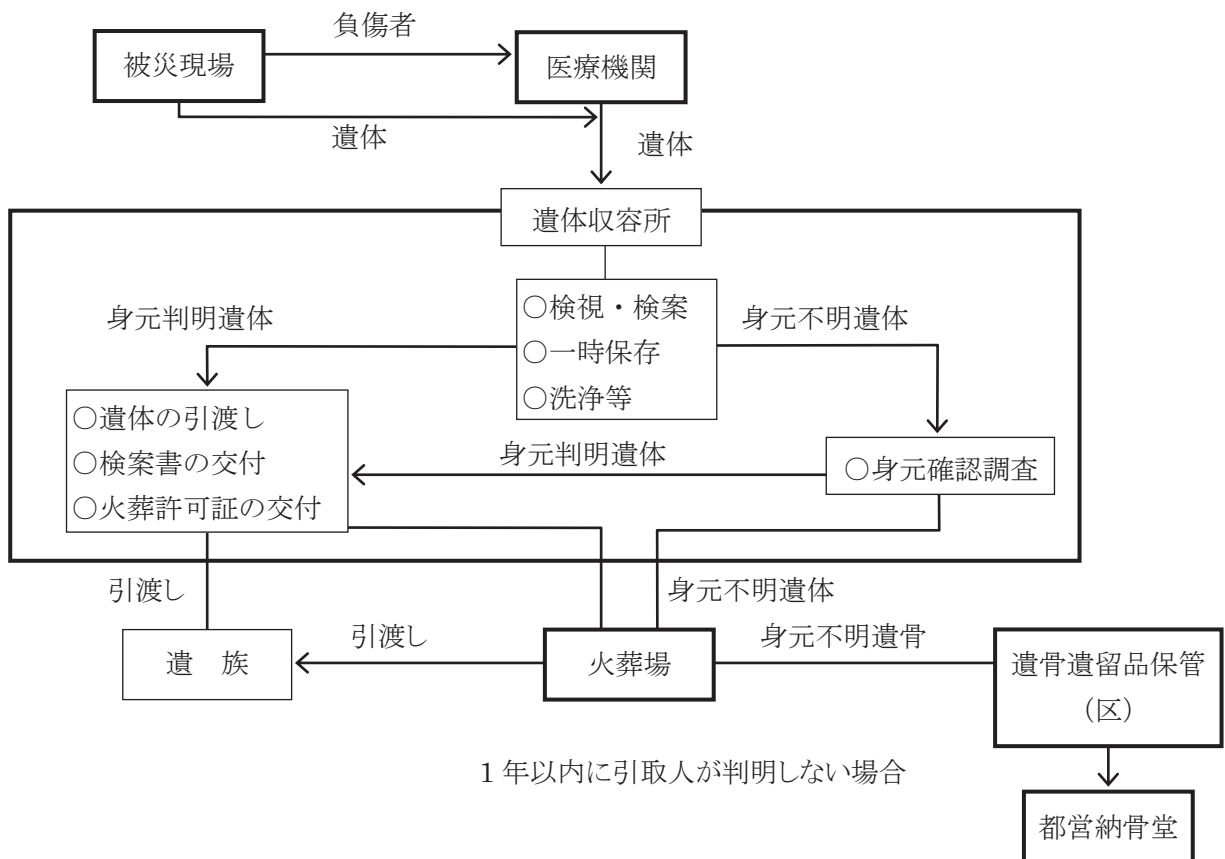 負傷者
被災現場
医療機関
遺体
遺体
遺体収容所
○検視・検案
○一時保存
○洗浄等
身元判明遺体
身元不明遺体
○遺体の引渡し
○検案書の交付
○火葬許可証の交付
身元判明遺体
○身元確認調査
引渡し
身元不明遺体
遺　族
引渡し
火葬場
身元不明遺骨
遺骨遺留品保管
（区）
1年以内に引取人が判明しない場合
都営納骨堂